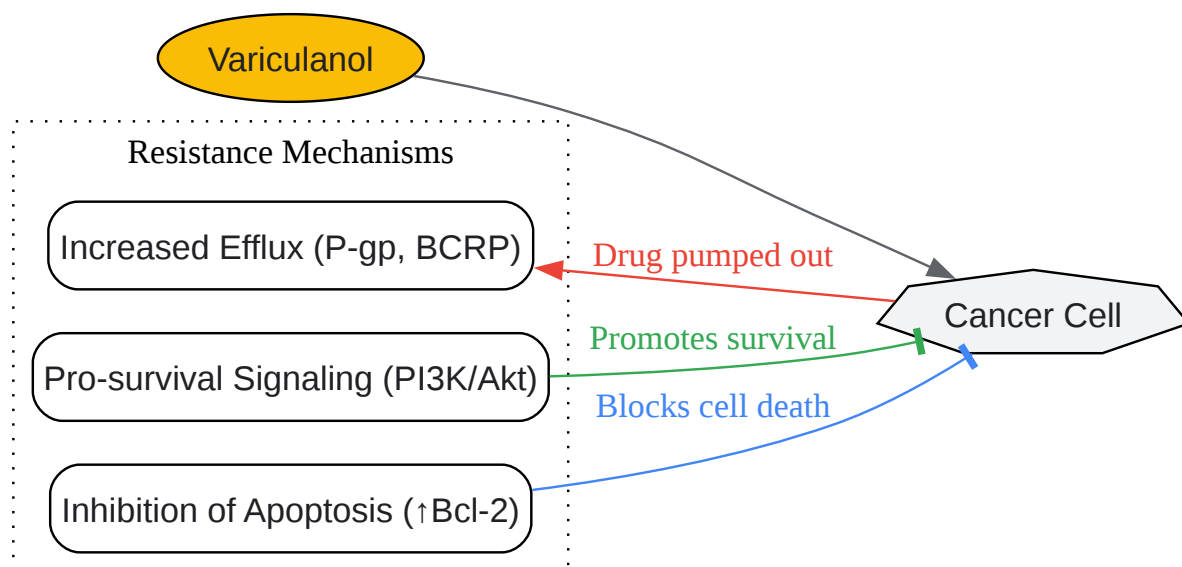 Variculanol
Resistance Mechanisms
Increased Efflux (P-gp, BCRP)
Drug pumped out
Cancer Cell
Promotes survival
Pro-survival Signaling (PI3K/Akt)
Blocks cell death
Inhibition of Apoptosis (↑Bcl-2)